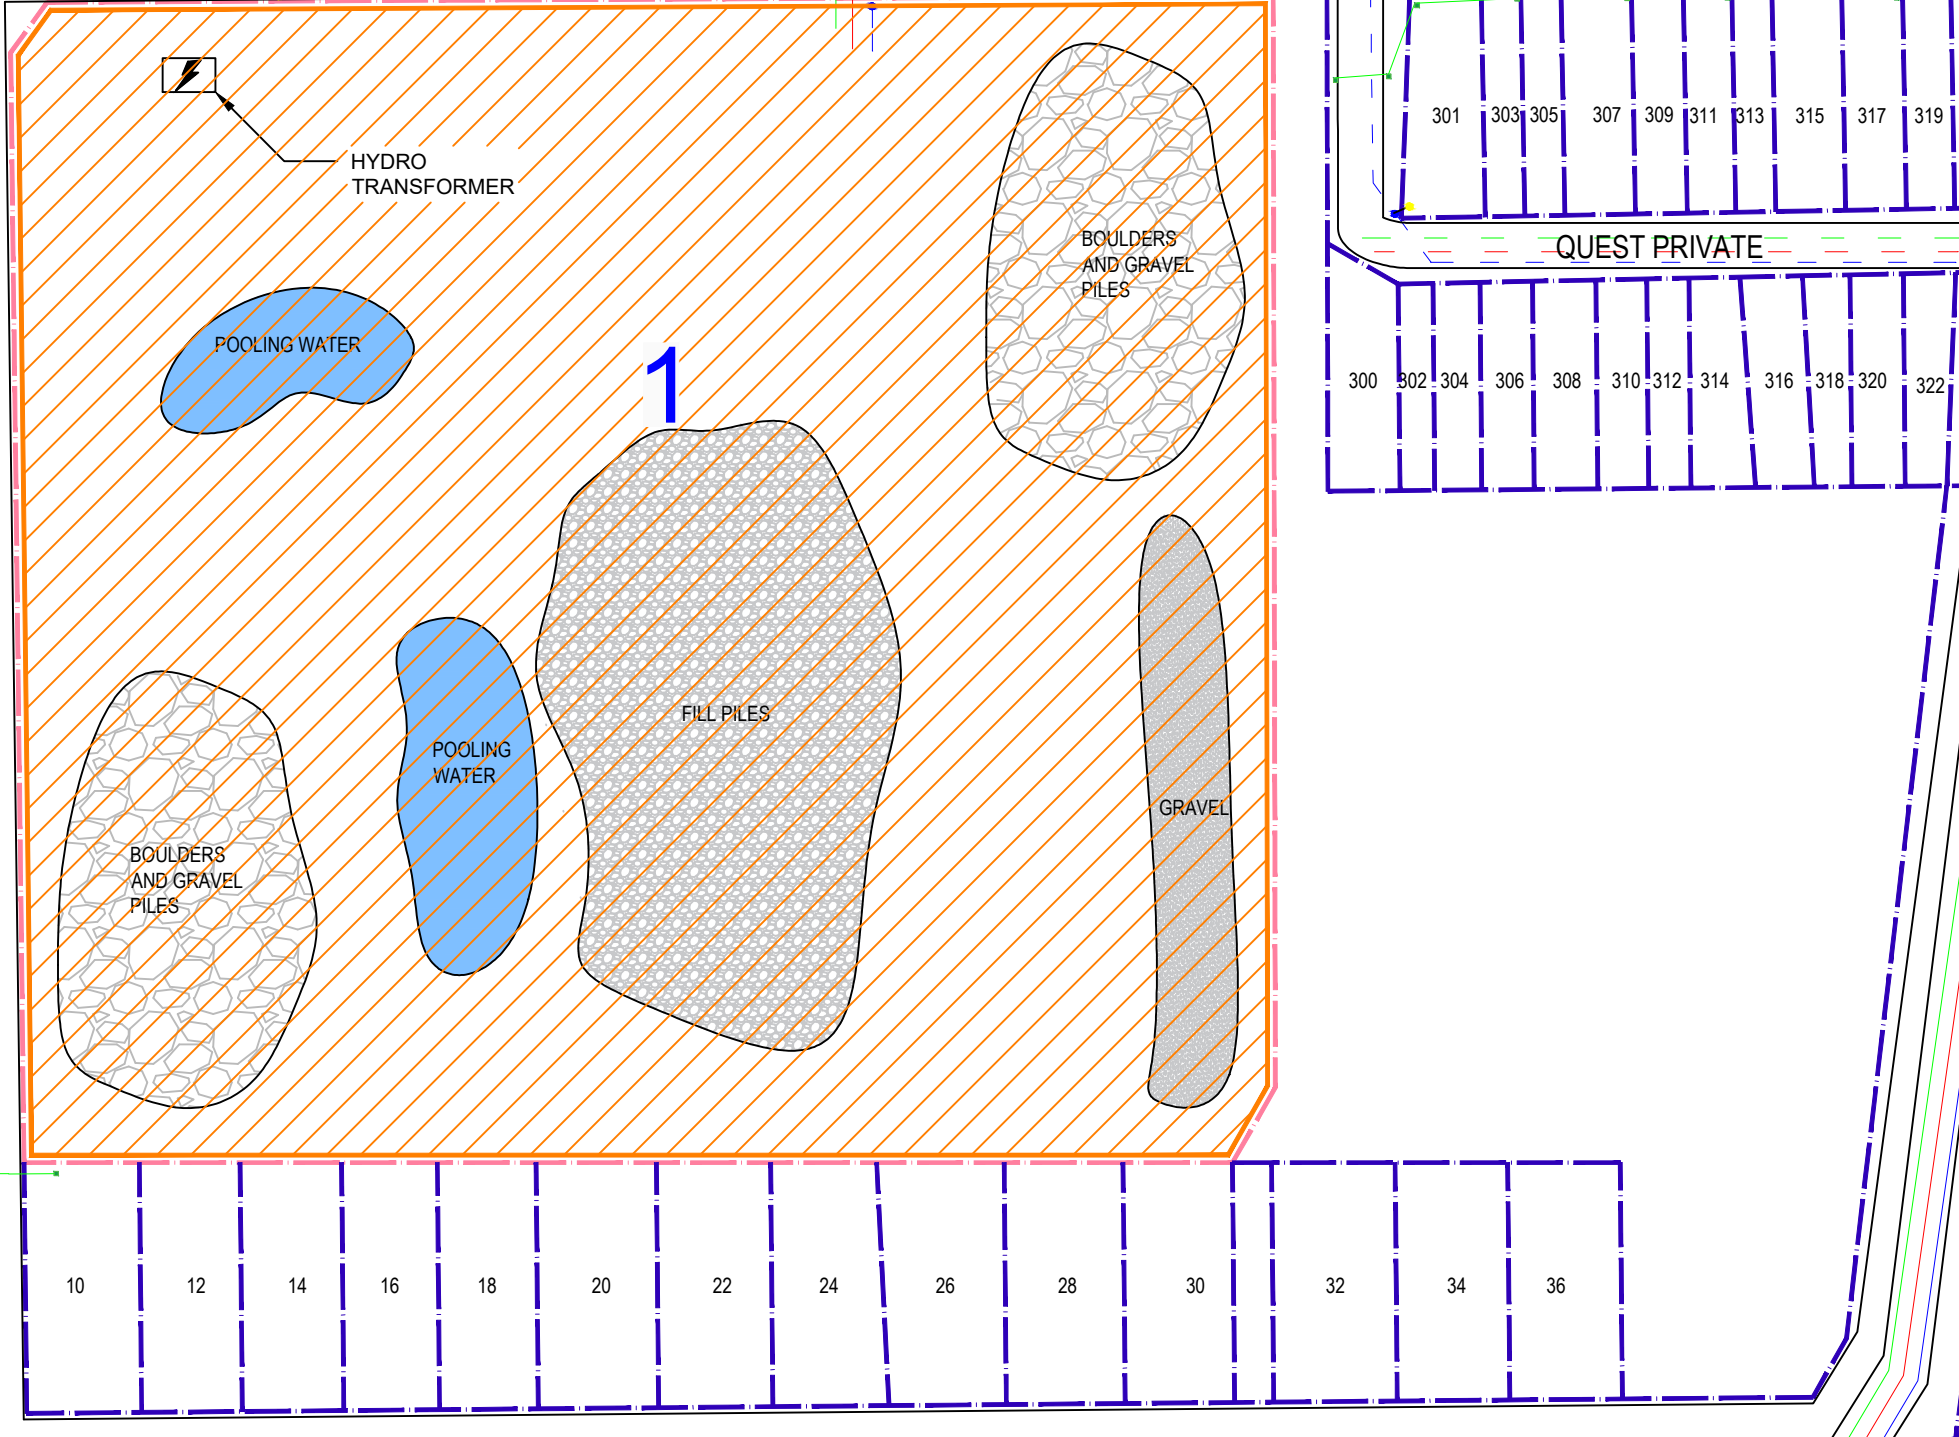 HYDRO
TRANSFORMER
301 303 305 307 309 311 313 315 317 319
BOULDERS
AND GRAVEL
PILES
QUEST PRIVATE
POOLING WATER
1
300 302 304 306 308 310 312 314 316 318 320 322
FILL PILES
POOLING
WATER
GRAVEL
BOULDERS
AND GRAVEL
PILES
10 12 14 16 18 20 22 24 26 28 30 32 34 36